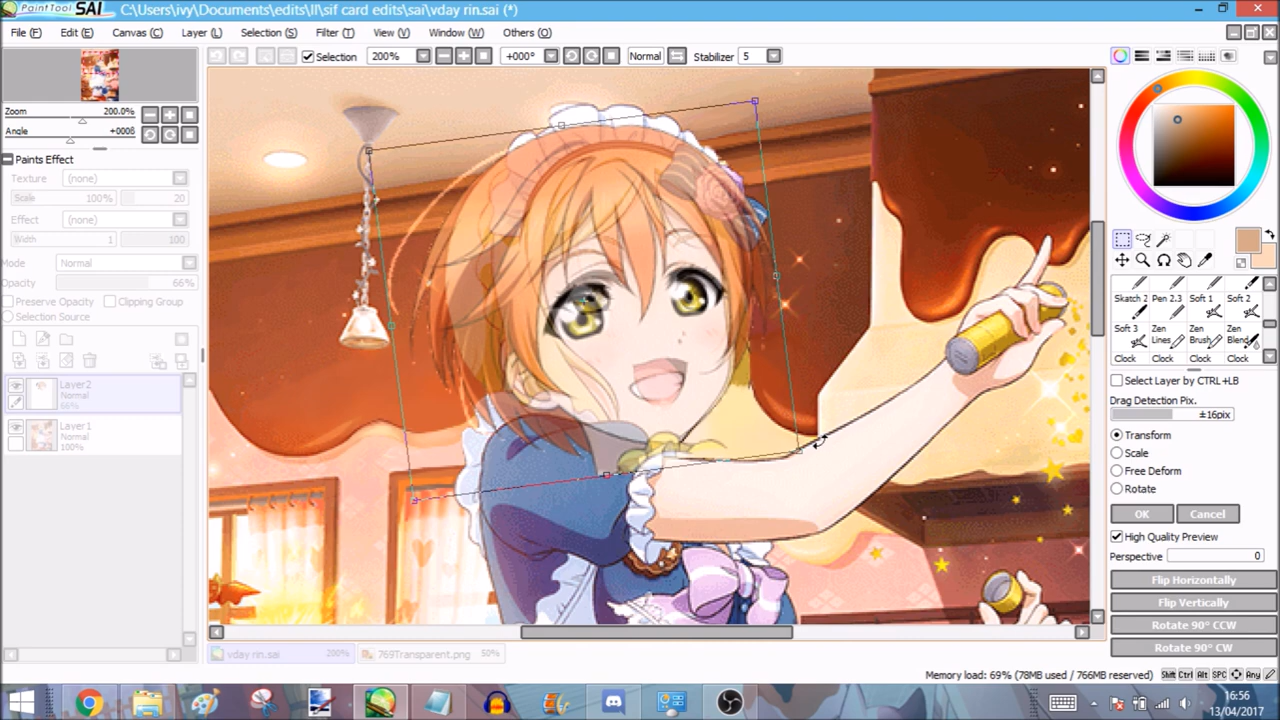 PaintTool SAI C:\Users\ivy\Documents\edits\ll\sif card edits\sai\vday rin.sai (*)
File (F) Edit (E) Canvas (C) Layer (L) Selection (S) Filter (T) View (V) Window (W) Others (O)
Selection 200% +000° Normal Stabilizer 5
Zoom 200.0%
Angle +000ß
Paints Effect
Texture (none)
Scale 100% 20
Effect (none)
Width 1 100
Mode Normal
Opacity 66%
Preserve Opacity Clipping Group
Selection Source
Layer2
Normal
66%
Layer1
Normal
100%
Skatch 2 Pen 2.3 Soft 1 Soft 2
Soft 3 Zen Lines Zen Brush Zen Blend
Clock Clock Clock Clock
Select Layer by CTRL+LB
Drag Detection Pix.
±16pix
Transform
Scale
Free Deform
Rotate
OK Cancel
High Quality Preview
Perspective 0
Flip Horizontally
Flip Vertically
Rotate 90° CCW
Rotate 90° CW
vday rin.sai 200% 769Transparent.png 50%
Memory load: 69% (78MB used / 766MB reserved) Shift Ctrl Alt SPC Any
16:56
13/04/2017